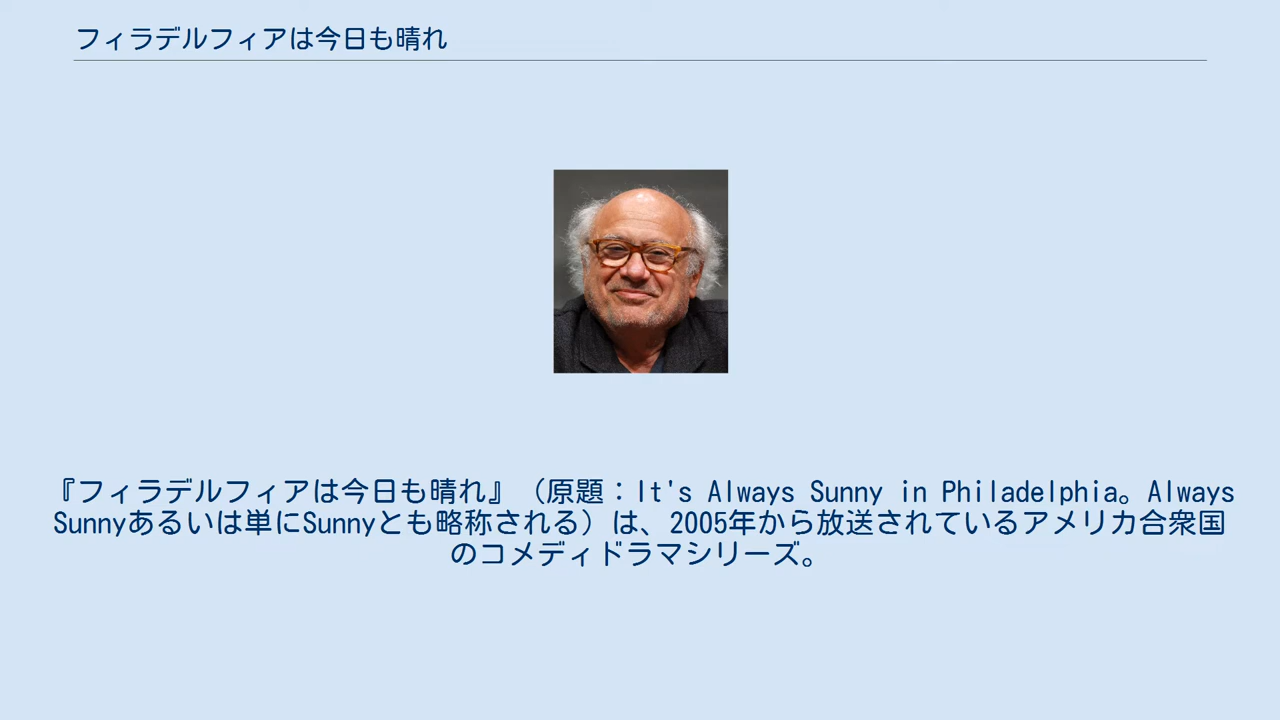 フィラデルフィアは今日も晴れ
『フィラデルフィアは今日も晴れ』（原題：It's Always Sunny in Philadelphia。Always
Sunnyあるいは単にSunnyとも略称される）は、2005年から放送されているアメリカ合衆国
のコメディドラマシリーズ。